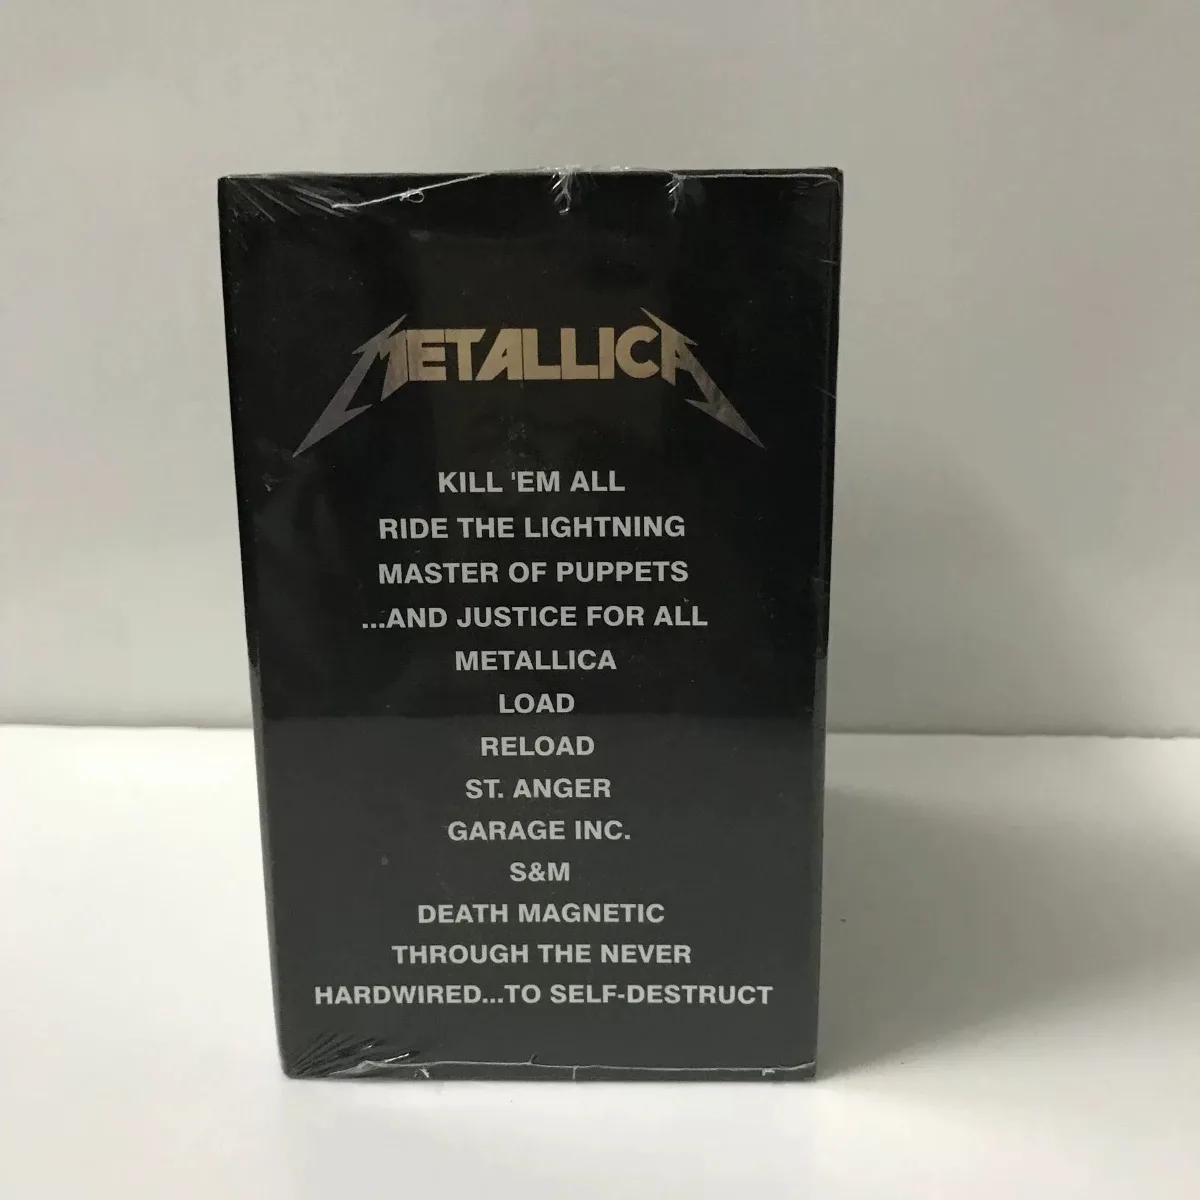 METALLICA
KILL 'EM ALL
RIDE THE LIGHTNING
MASTER OF PUPPETS
...AND JUSTICE FOR ALL
METALLICA
LOAD
RELOAD
ST. ANGER
GARAGE INC.
S&M
DEATH MAGNETIC
THROUGH THE NEVER
HARDWIRED...TO SELF-DESTRUCT